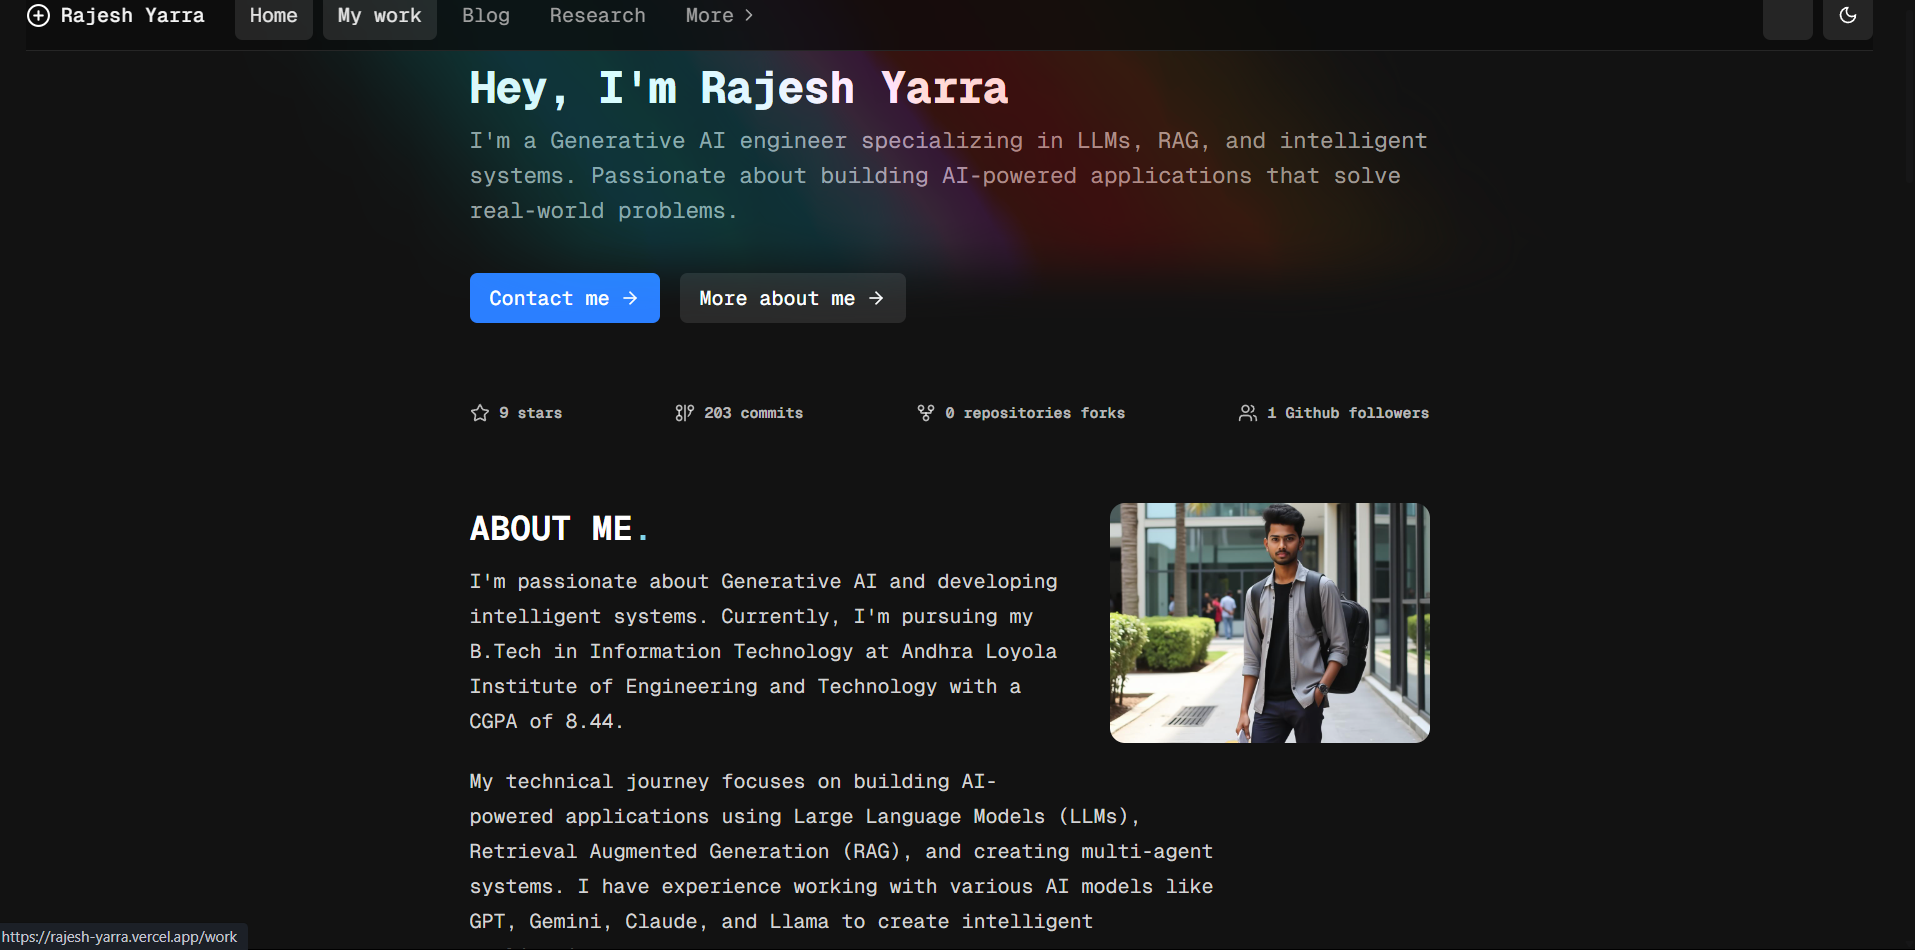 Rajesh Yarra Home My work Blog Research More
Hey, I'm Rajesh Yarra
I'm a Generative AI engineer specializing in LLMs, RAG, and intelligent
systems. Passionate about building AI-powered applications that solve
real-world problems.
Contact me → More about me →
9 stars 203 commits 0 repositories forks 1 Github followers
ABOUT ME.
I'm passionate about Generative AI and developing
intelligent systems. Currently, I'm pursuing my
B.Tech in Information Technology at Andhra Loyola
Institute of Engineering and Technology with a
CGPA of 8.44.
My technical journey focuses on building AI-
powered applications using Large Language Models (LLMs),
Retrieval Augmented Generation (RAG), and creating multi-agent
systems. I have experience working with various AI models like
GPT, Gemini, Claude, and Llama to create intelligent
https://rajesh-yarra.vercel.app/work